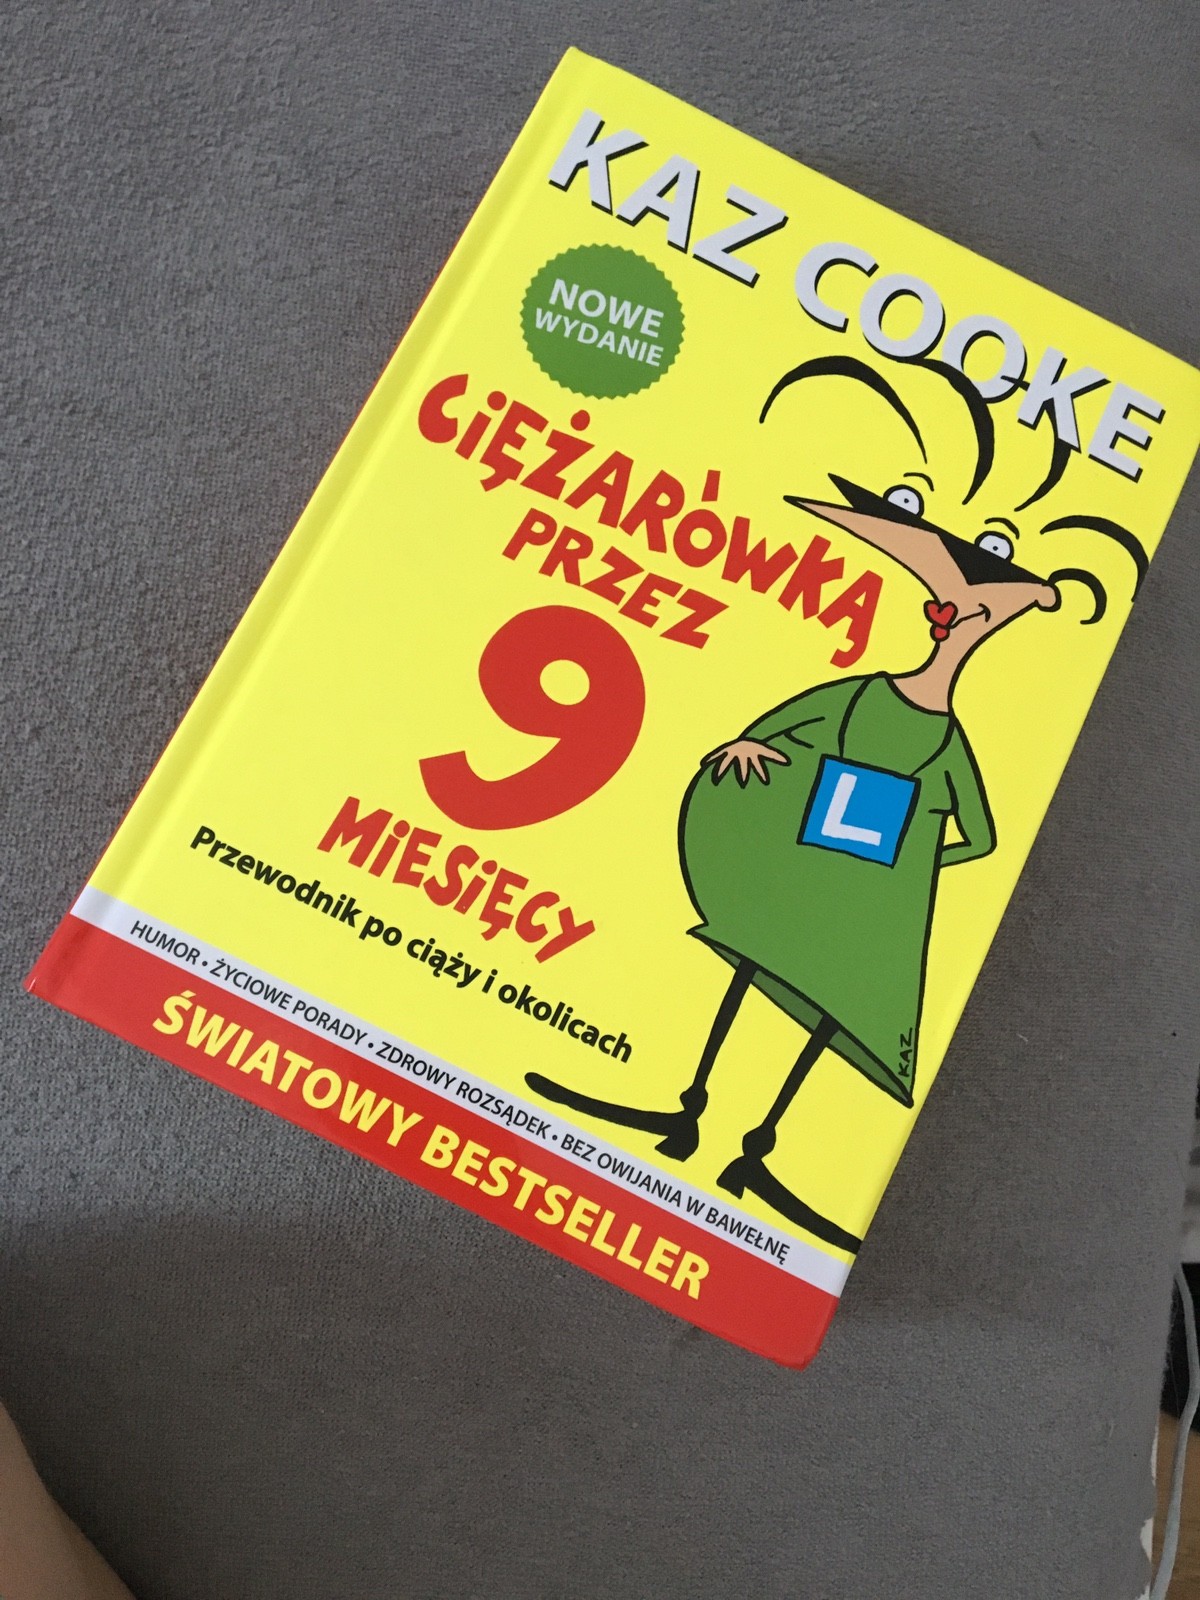 KAZ COOKE
NOWE
WYDANIE
CIĘŻARÓWKĄ
PRZEZ
9
MIESIĘCY
Przewodnik po ciąży i okolicach
L
KAZ
HUMOR • ŻYCIOWE PORADY • ZDROWY ROZSĄDEK • BEZ OWIJANIA W BAWEŁNĘ
ŚWIATOWY BESTSELLER